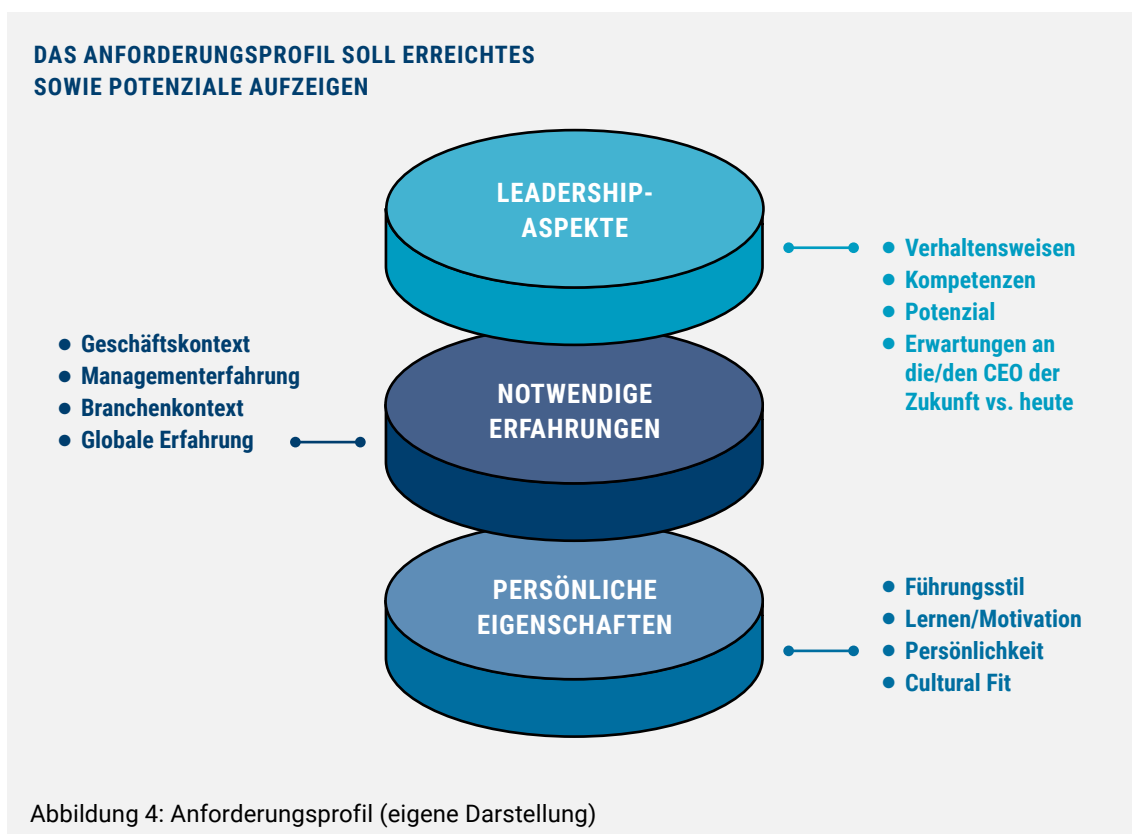 DAS ANFORDERUNGSPROFIL SOLL ERREICHTES
SOWIE POTENZIALE AUFZEIGEN
LEADERSHIP-
ASPEKTE
● Verhaltensweisen
● Kompetenzen
● Potenzial
● Erwartungen an
die/den CEO der
Zukunft vs. heute
● Geschäftskontext
● Managementerfahrung
● Branchenkontext
● Globale Erfahrung
NOTWENDIGE
ERFAHRUNGEN
PERSÖNLICHE
EIGENSCHAFTEN
● Führungsstil
● Lernen/Motivation
● Persönlichkeit
● Cultural Fit
Abbildung 4: Anforderungsprofil (eigene Darstellung)